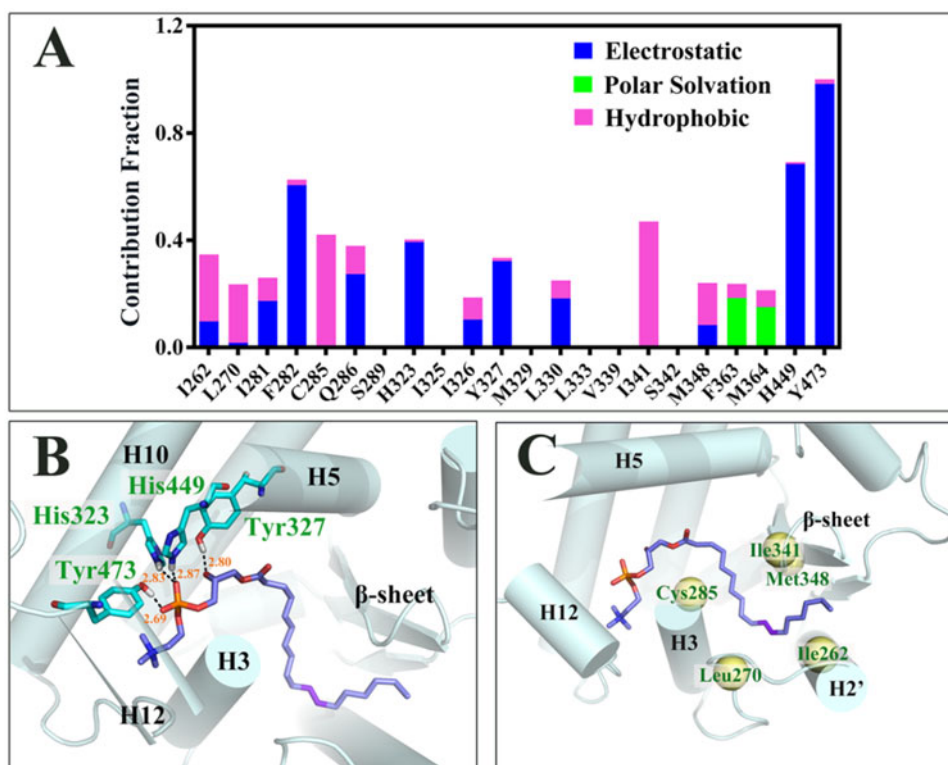 A
Contribution Fraction
1.2
0.8
0.4
0.0
Electrostatic
Polar Solvation
Hydrophobic
I262
L270
I281
F282
C285
Q286
S289
H323
I325
I326
Y327
M329
L330
L333
V339
I341
S342
M348
F363
M364
H449
Y473
B
H10
His449
H5
His323
Tyr327
Tyr473
2.83
2.87
2.80
2.69
β-sheet
H3
H12
C
H5
β-sheet
Ile341
Met348
Cys285
H12
H3
Ile262
Leu270
H2'